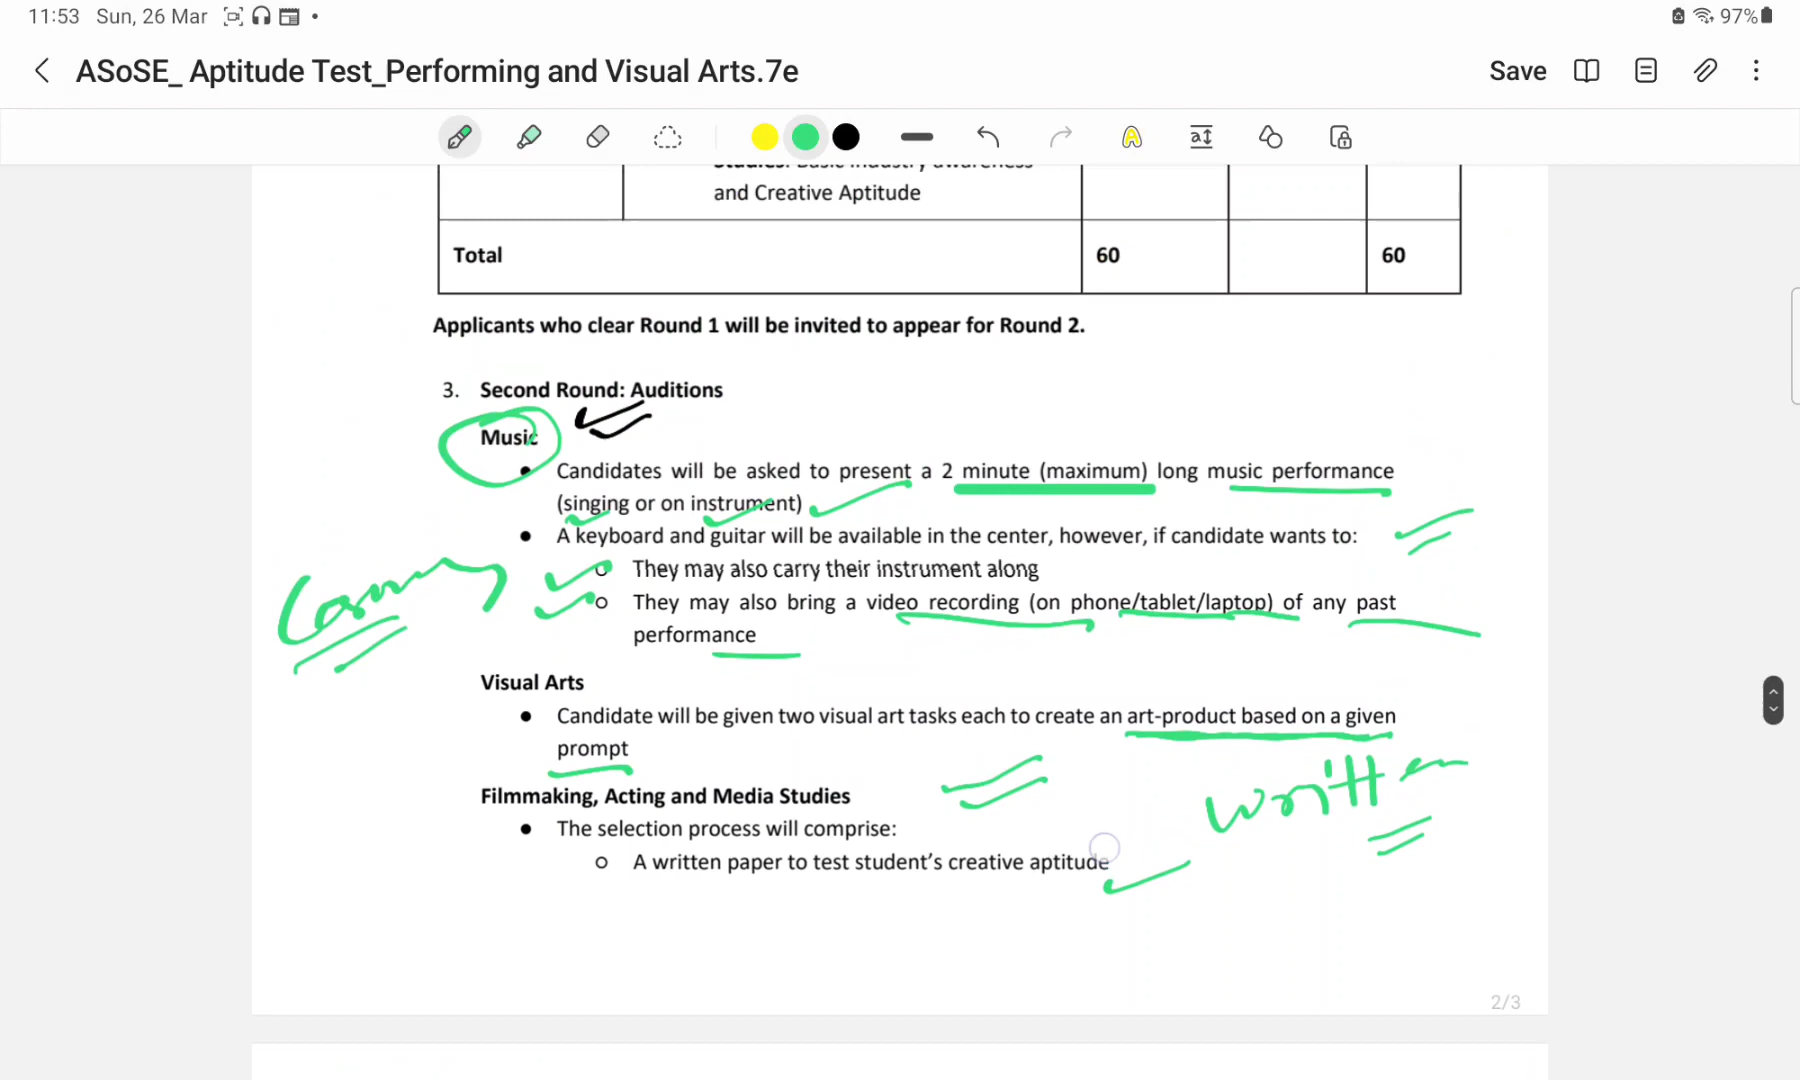 11:53 Sun, 26 Mar
97%
ASoSE_ Aptitude Test_Performing and Visual Arts.7e
Save
and Creative Aptitude
Total 60 60
Applicants who clear Round 1 will be invited to appear for Round 2.
3. Second Round: Auditions
Music
● Candidates will be asked to present a 2 minute (maximum) long music performance
(singing or on instrument)
● A keyboard and guitar will be available in the center, however, if candidate wants to:
o They may also carry their instrument along
o They may also bring a video recording (on phone/tablet/laptop) of any past
performance
Visual Arts
● Candidate will be given two visual art tasks each to create an art-product based on a given
prompt
written
Filmmaking, Acting and Media Studies
● The selection process will comprise:
o A written paper to test student's creative aptitude
2/3